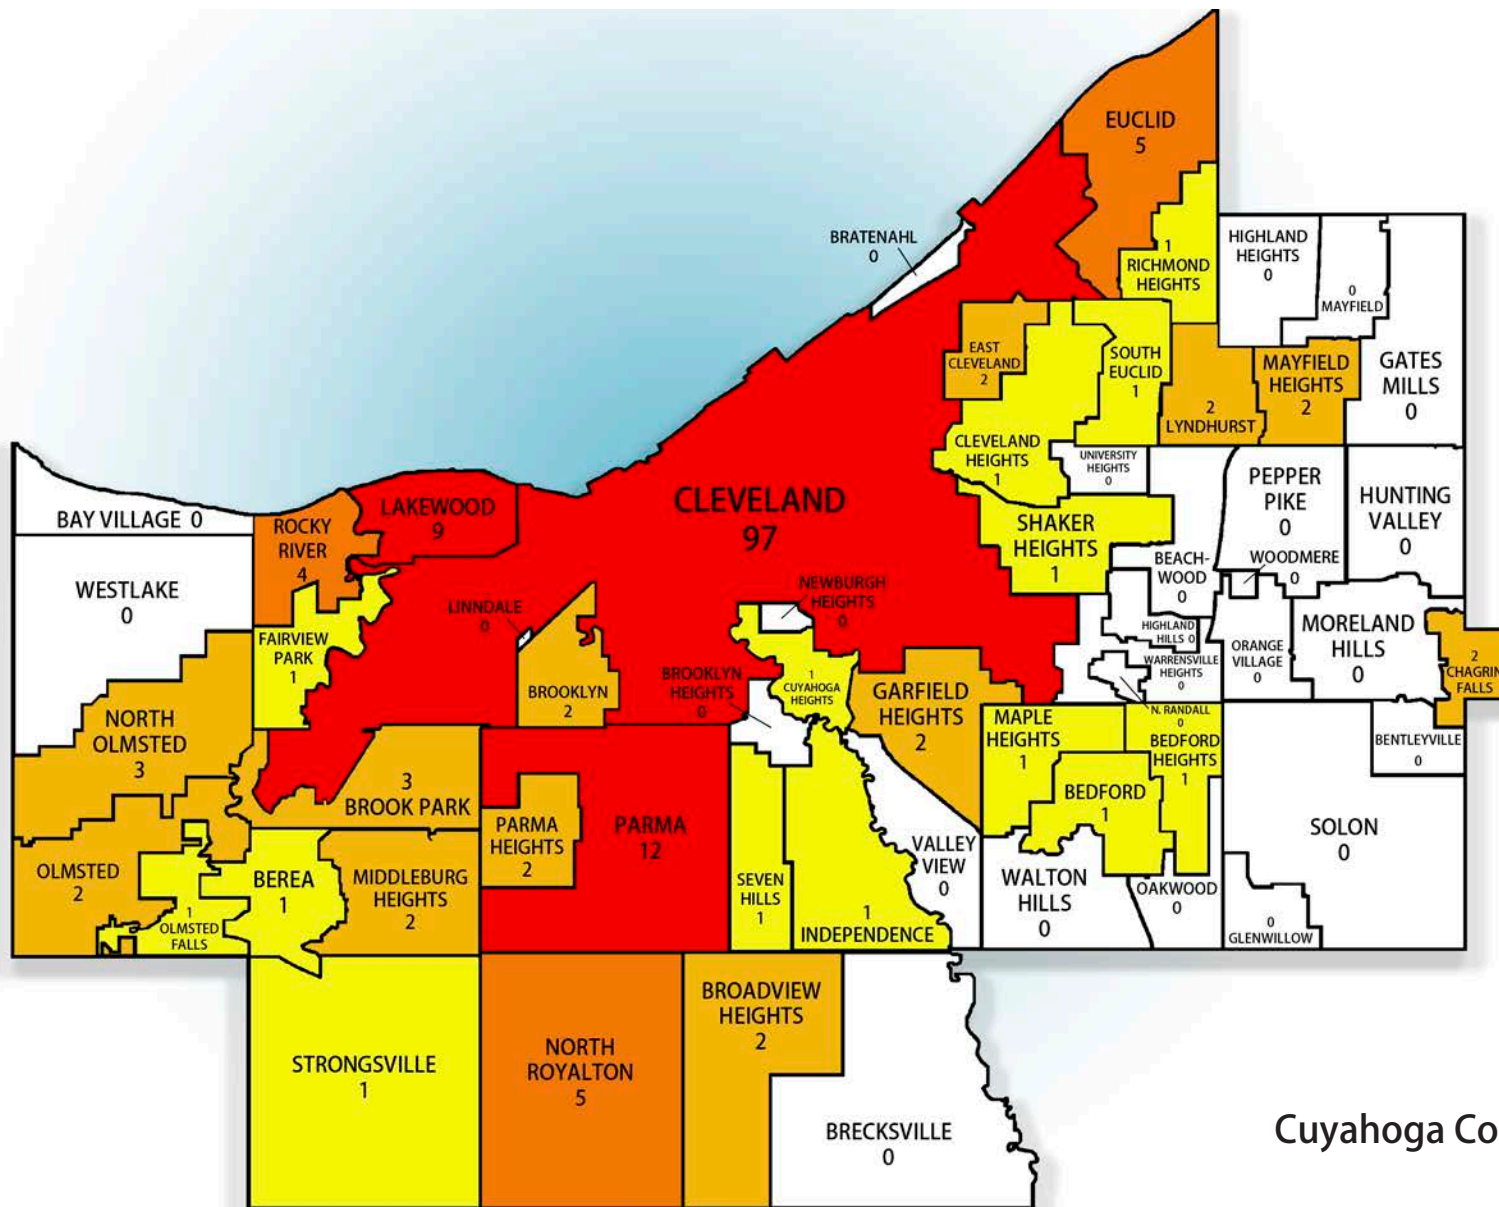 EUCLID
5
BRATENAHL
0
1
RICHMOND
HEIGHTS
HIGHLAND
HEIGHTS
0
0
MAYFIELD
EAST
CLEVELAND
2
SOUTH
EUCLID
1
2
LYNDHURST
MAYFIELD
HEIGHTS
2
GATES
MILLS
0
CLEVELAND
HEIGHTS
1
UNIVERSITY
HEIGHTS
0
PEPPER
PIKE
0
HUNTING
VALLEY
0
BAY VILLAGE 0
ROCKY
RIVER
4
LAKEWOOD
9
CLEVELAND
97
SHAKER
HEIGHTS
1
BEACH-
WOOD
0
WOODMERE
0
WESTLAKE
0
LINNDALE
0
NEWBURGH
HEIGHTS
0
FAIRVIEW
PARK
1
HIGHLAND
HILLS 0
ORANGE
VILLAGE
0
MORELAND
HILLS
0
2
CHAGRIN
FALLS
WARRENSVILLE
HEIGHTS
0
BROOKLYN
2
BROOKLYN
HEIGHTS
0
1
CUYAHOGA
HEIGHTS
GARFIELD
HEIGHTS
2
N. RANDALL
0
NORTH
OLMSTED
3
MAPLE
HEIGHTS
1
BEDFORD
HEIGHTS
1
BENTLEYVILLE
0
3
BROOK PARK
BEDFORD
1
PARMA
HEIGHTS
2
PARMA
12
SOLON
0
OLMSTED
2
BEREA
1
MIDDLEBURG
HEIGHTS
2
SEVEN
HILLS
1
VALLEY
VIEW
0
WALTON
HILLS
0
OAKWOOD
0
1
OLMSTED
FALLS
1
INDEPENDENCE
0
GLENWILLOW
BROADVIEW
HEIGHTS
2
STRONGSVILLE
1
NORTH
ROYALTON
5
BRECKSVILLE
0
Cuyahoga Co